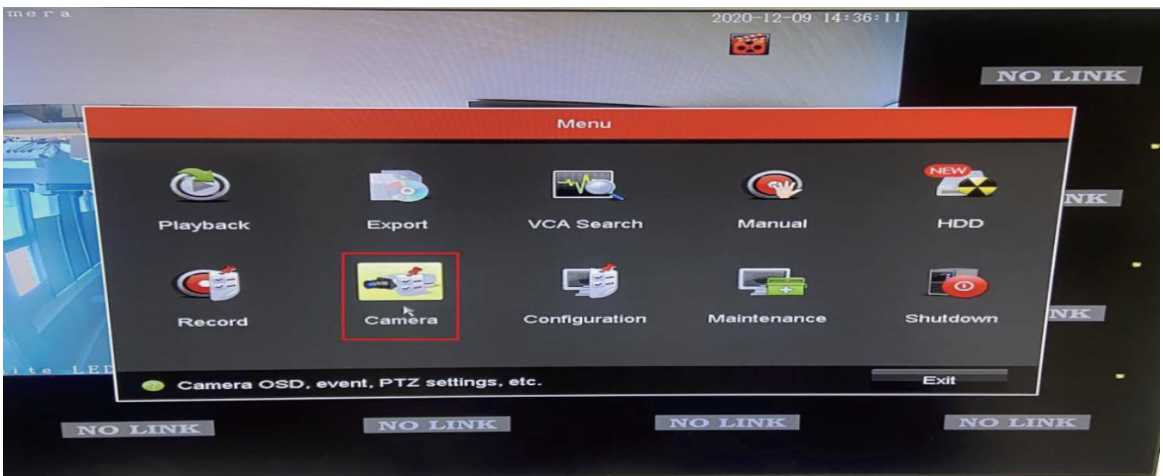 mera
2020-12-09 14:36:11
NO LINK
Menu
NEW
Playback
Export
VCA Search
Manual
HDD
NK
Record
Camera
Configuration
Maintenance
Shutdown
NK
ite LED
Camera OSD, event, PTZ settings, etc.
Exit
NO LINK
NO LINK
NO LINK
NO LINK